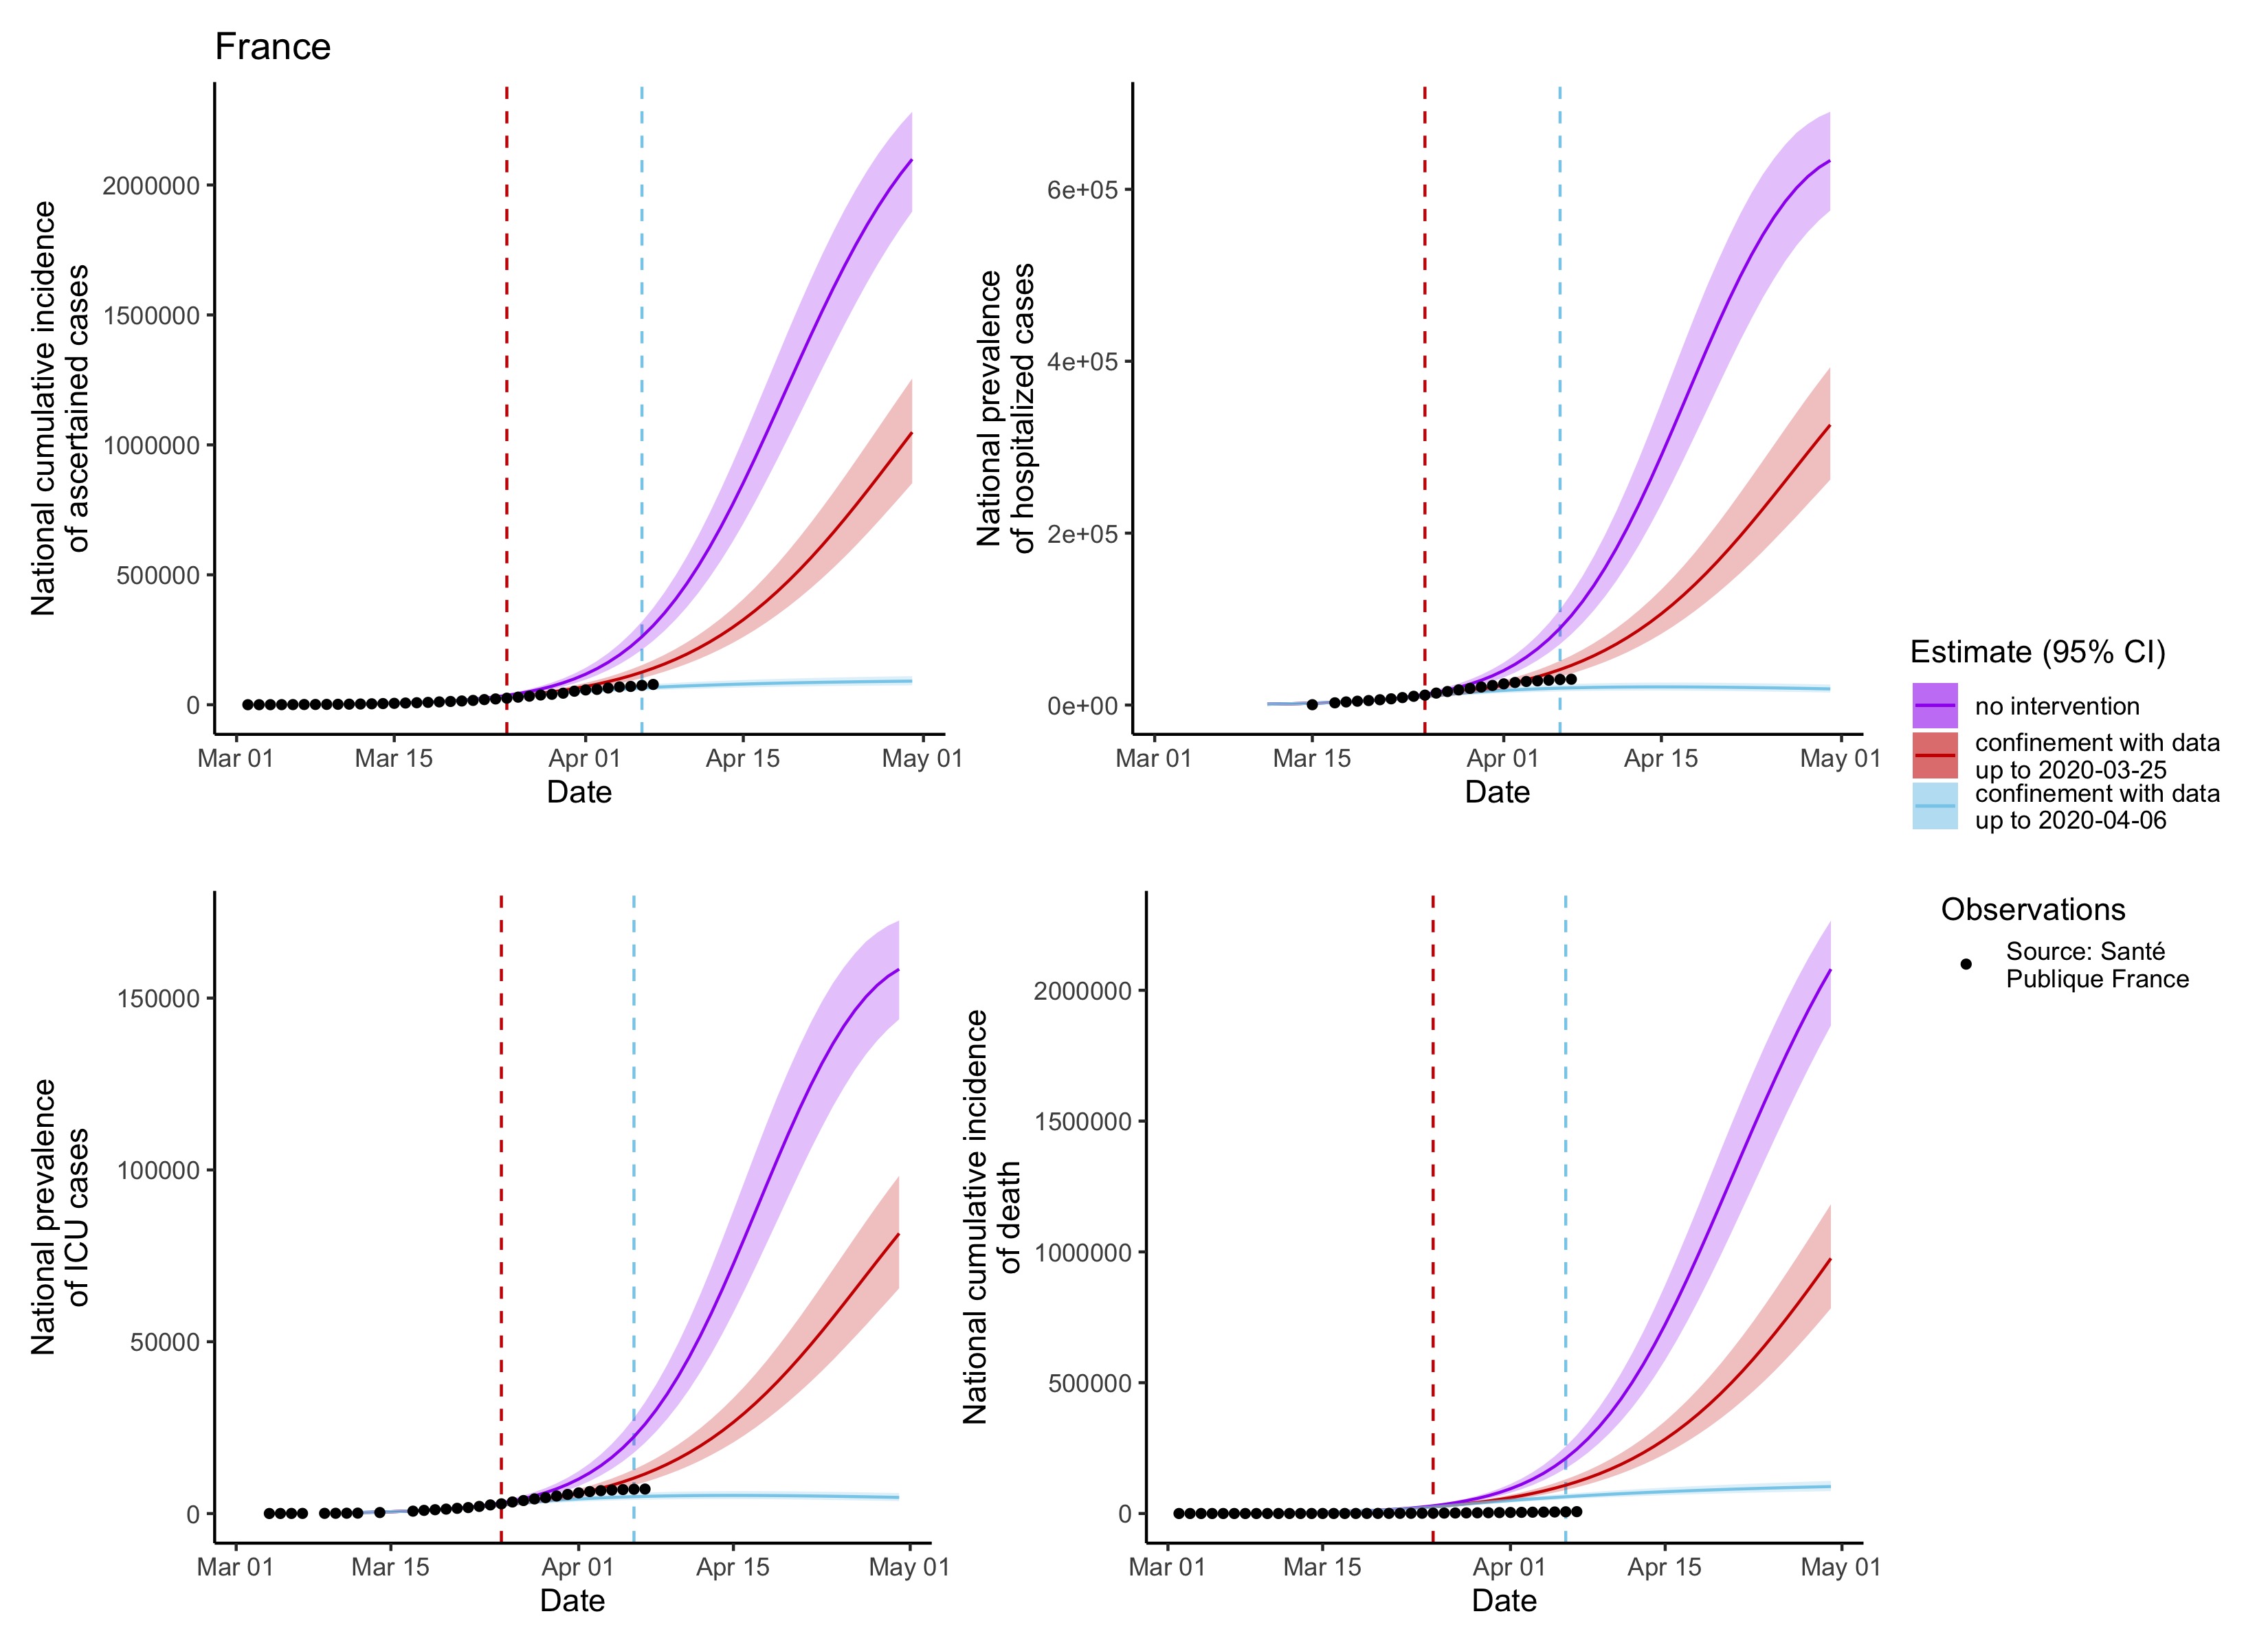 France
National cumulative incidence
of ascertained cases
2000000
1500000
1000000
500000
0
Mar 01
Mar 15
Apr 01
Apr 15
May 01
Date
National prevalence
of hospitalized cases
6e+05
4e+05
2e+05
0e+00
Mar 01
Mar 15
Apr 01
Apr 15
May 01
Date
Estimate (95% CI)
no intervention
confinement with data
up to 2020-03-25
confinement with data
up to 2020-04-06
Observations
Source: Santé
Publique France
National prevalence
of ICU cases
150000
100000
50000
0
Mar 01
Mar 15
Apr 01
Apr 15
May 01
Date
National cumulative incidence
of death
2000000
1500000
1000000
500000
0
Mar 01
Mar 15
Apr 01
Apr 15
May 01
Date